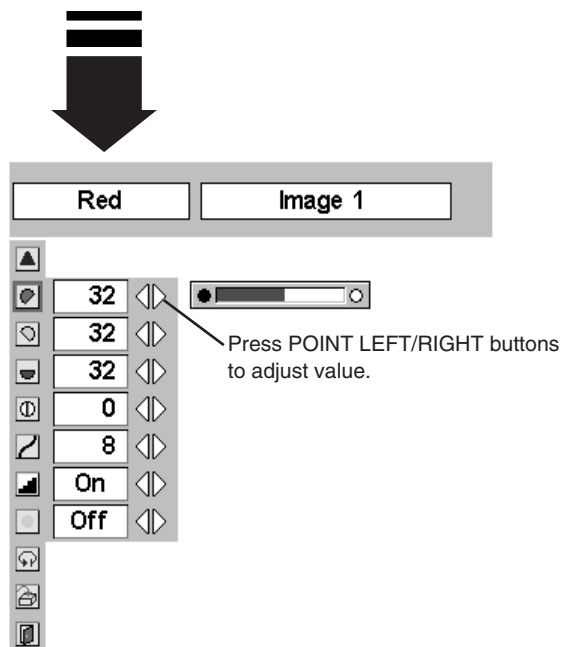 Red Image 1
32
32
Press POINT LEFT/RIGHT buttons
to adjust value.
32
0
8
On
Off